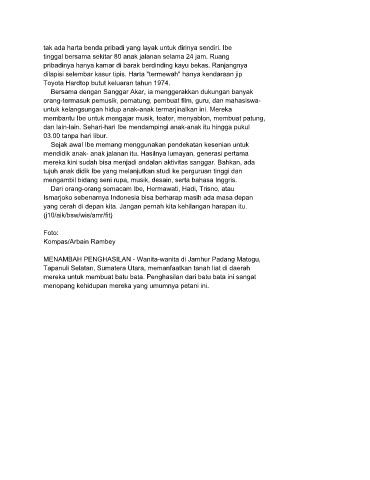 tak ada harta benda pribadi yang layak untuk dirinya sendiri. Ibe
tinggal bersama sekitar 80 anak jalanan selama 24 jam. Ruang
pribadinya hanya kamar di barak berdinding kayu bekas. Ranjangnya
dilapisi selembar kasur tipis. Harta "termewah" hanya kendaraan jip
Toyota Hardtop butut keluaran tahun 1974.
Bersama dengan Sanggar Akar, ia menggerakkan dukungan banyak
orang-termasuk pemusik, pematung, pembuat film, guru, dan mahasiswa-
untuk kelangsungan hidup anak-anak termarjinalkan ini. Mereka
membantu Ibe untuk mengajar musik, teater, menyablon, membuat patung,
dan lain-lain. Sehari-hari Ibe mendampingi anak-anak itu hingga pukul
03.00 tanpa hari libur.
Sejak awal Ibe memang menggunakan pendekatan kesenian untuk
mendidik anak- anak jalanan itu. Hasilnya lumayan, generasi pertama
mereka kini sudah bisa menjadi andalan aktivitas sanggar. Bahkan, ada
tujuh anak didik Ibe yang melanjutkan studi ke perguruan tinggi dan
mengambil bidang seni rupa, musik, desain, serta bahasa Inggris.
Dari orang-orang semacam Ibe, Hermawati, Hadi, Trisno, atau
Ismarjoko sebenarnya Indonesia bisa berharap masih ada masa depan
yang cerah di depan kita. Jangan pernah kita kehilangan harapan itu.
(j10/aik/bsw/wis/amr/fit)
Foto:
Kompas/Arbain Rambey
MENAMBAH PENGHASILAN - Wanita-wanita di Jamhur Padang Matogu,
Tapanuli Selatan, Sumatera Utara, memanfaatkan tanah liat di daerah
mereka untuk membuat batu bata. Penghasilan dari batu bata ini sangat
menopang kehidupan mereka yang umumnya petani ini.